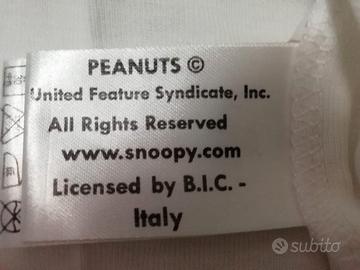 PEANUTS ©
United Feature Syndicate, Inc.
All Rights Reserved
www.snoopy.com
Licensed by B.I.C. -
Italy
subito